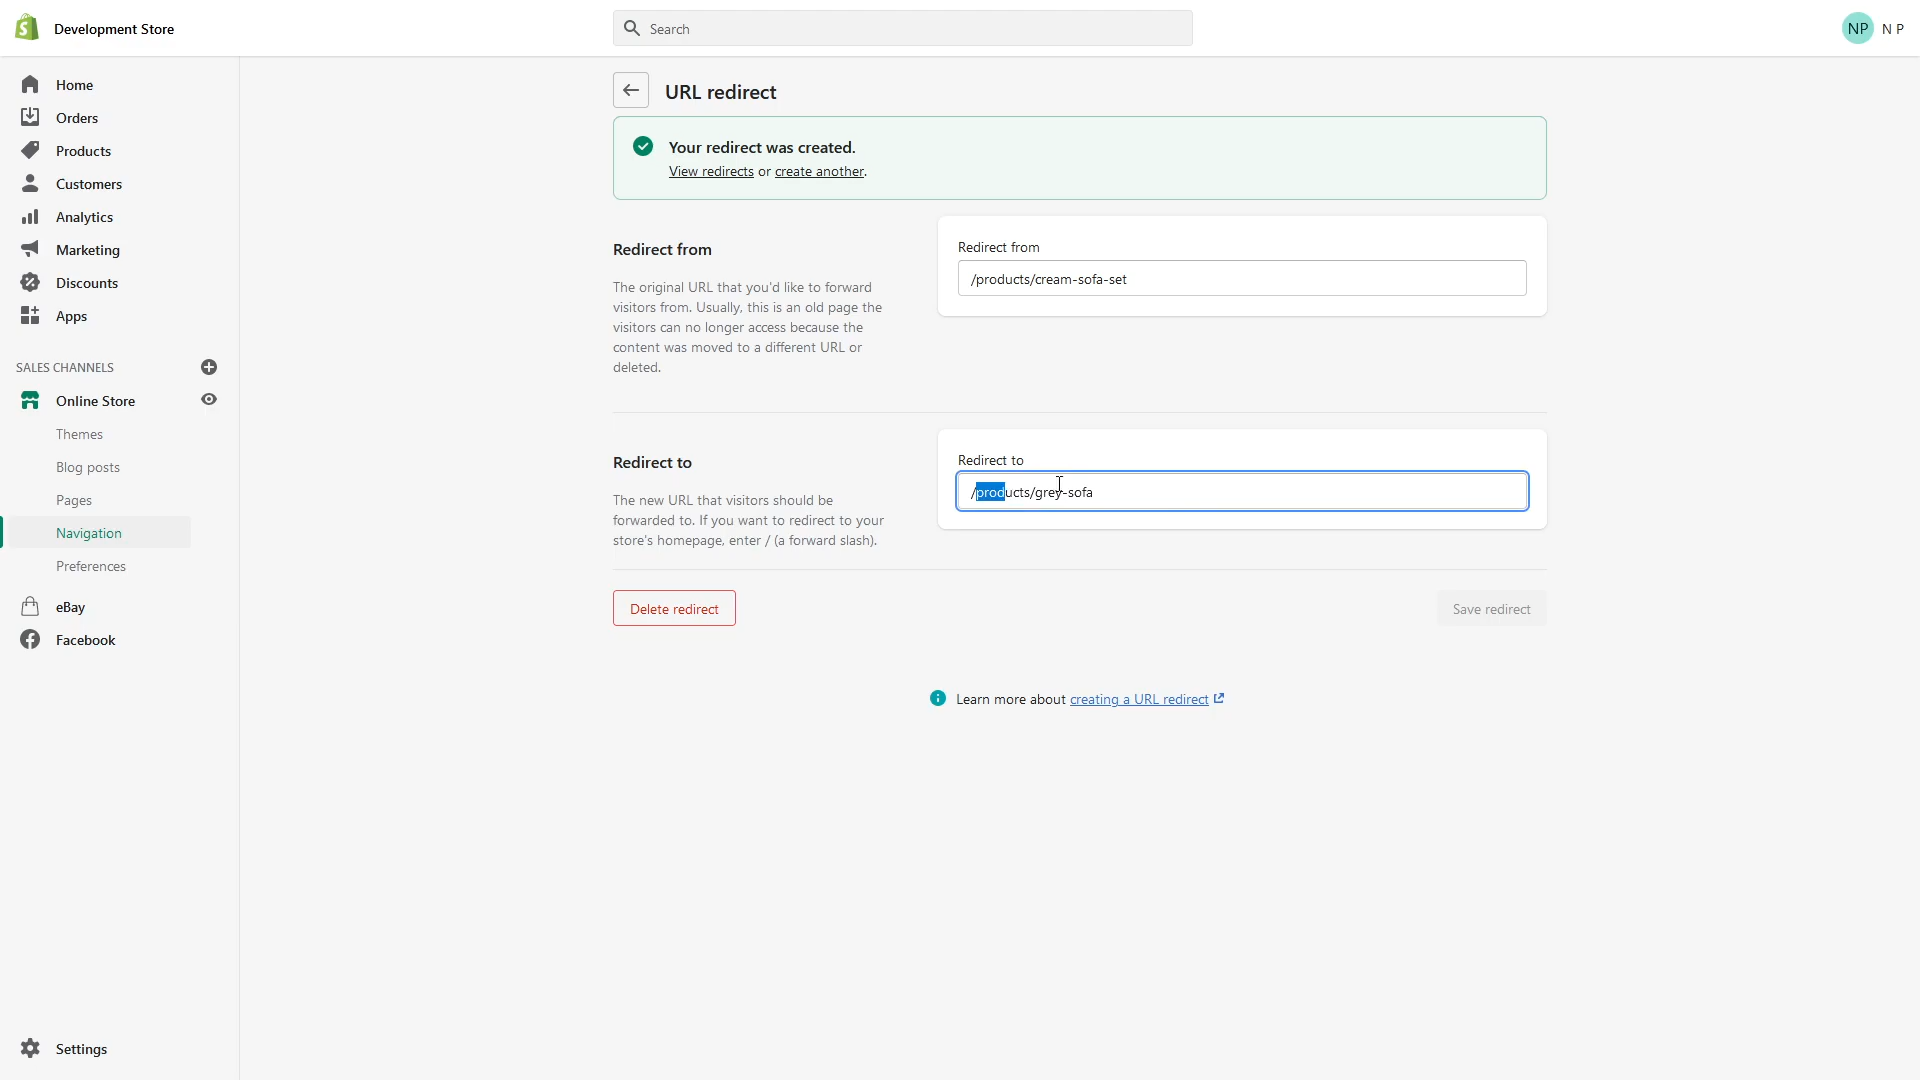 Development Store
Search
NP
N P
Home
Orders
Products
Customers
Analytics
Marketing
Discounts
Apps
SALES CHANNELS
Online Store
Themes
Blog posts
Pages
Navigation
Preferences
eBay
Facebook
Settings
URL redirect
Your redirect was created.
View redirects or create another.
Redirect from
The original URL that you'd like to forward
visitors from. Usually, this is an old page the
visitors can no longer access because the
content was moved to a different URL or
deleted.
Redirect from
/products/cream-sofa-set
Redirect to
The new URL that visitors should be
forwarded to. If you want to redirect to your
store's homepage, enter / (a forward slash).
Redirect to
/products/grey-sofa
Delete redirect
Save redirect
Learn more about creating a URL redirect